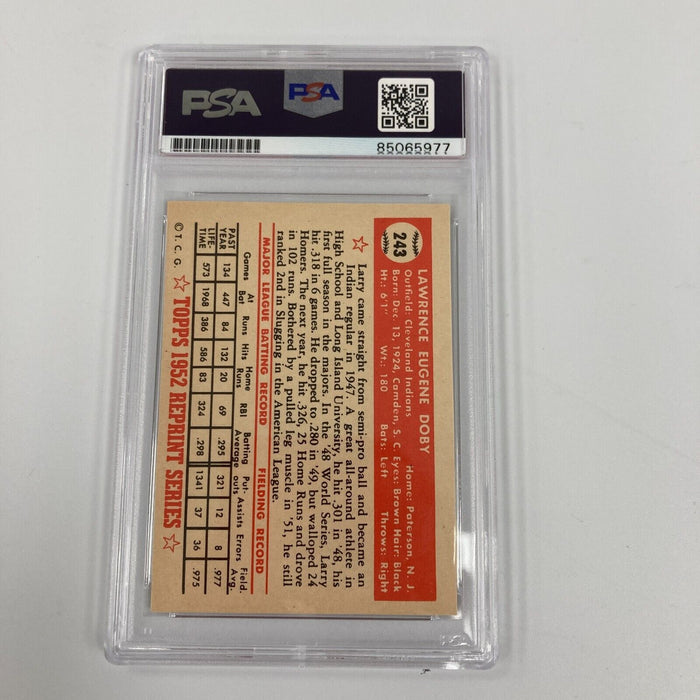 PSA
PSA
85065977
243
LAWRENCE EUGENE DOBY
Outfield: Cleveland Indians Home: Paterson, N. J.
Born: Dec. 13, 1924, Camden, S. C. Eyes: Brown Hair: Black
Ht.: 6'1" Wt.: 180 Bats: Left Throws: Right
Larry came straight from semi-pro ball and became an
Indian regular in 1947. A great all-around athlete in
High School and Long Island University, he hit .301 in '48, his
first full season in the majors. In the '48 World Series, Larry
hit .318 in 6 games. He dropped to .280 in '49, but walloped 24
Homers. The next year, he hit .326, 25 Home Runs and drove
in 102 runs. Bothered by a pulled leg muscle in '51, he still
ranked 2nd in Slugging in the American League.
MAJOR LEAGUE BATTING RECORD FIELDING RECORD
Games At Bat Runs Hits Home Runs RBI Batting Average Put-outs Assists Errors Field. Avg.
PAST YEAR 134 447 84 132 20 69 .295 321 12 8 .977
LIFE-TIME 573 1968 386 586 83 324 .298 1341 37 36 .975
© T. C. G. TOPPS 1952 REPRINT SERIES